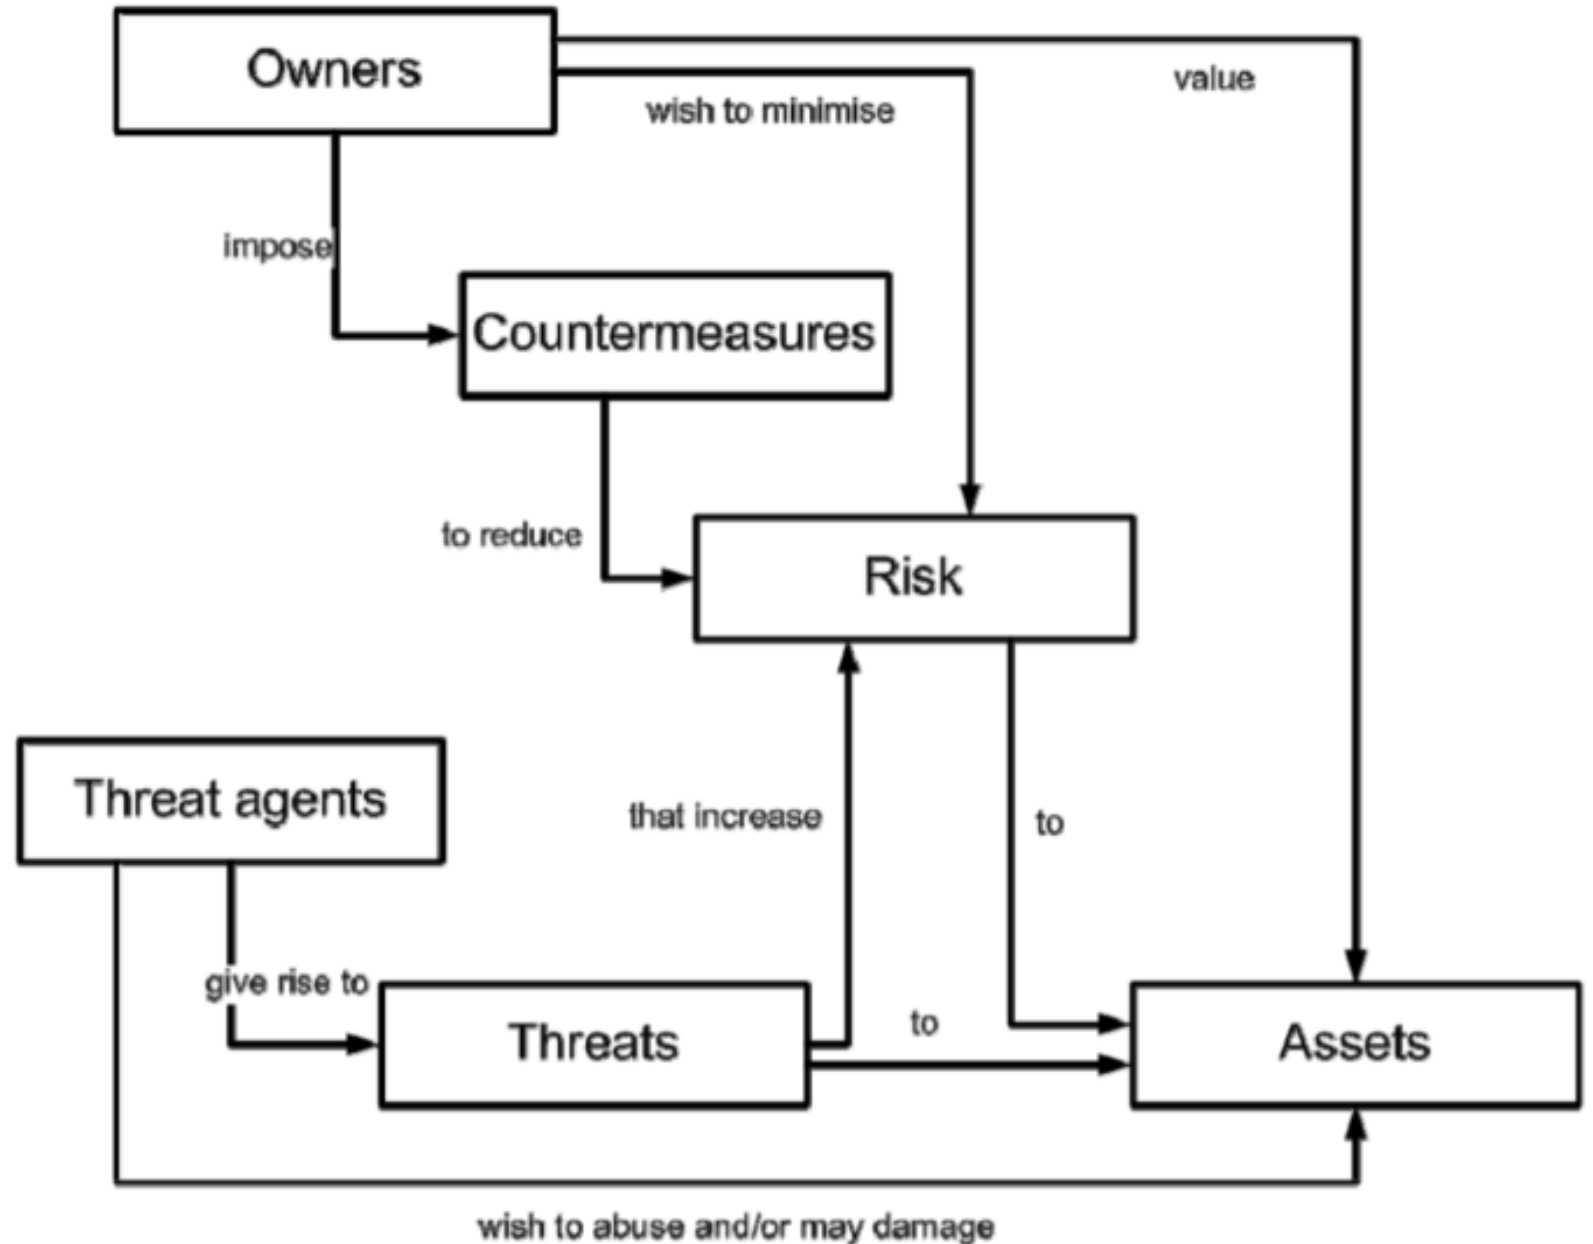 Owners
value
wish to minimise
impose
Countermeasures
to reduce
Risk
Threat agents
that increase
to
give rise to
Threats
to
Assets
wish to abuse and/or may damage